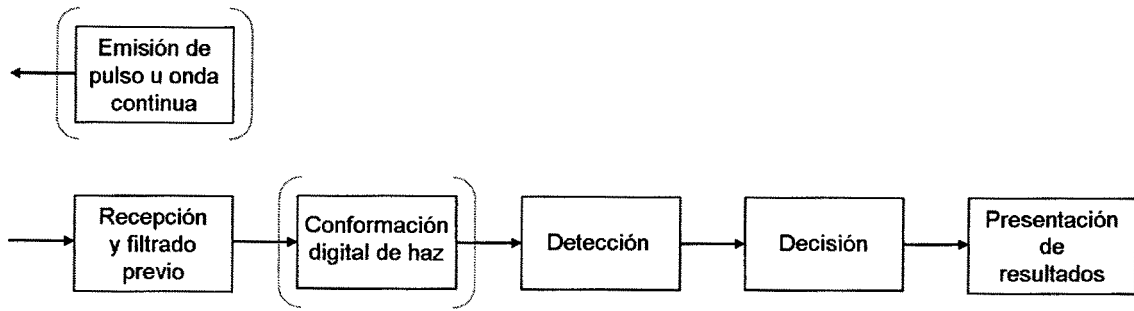 Emisión de
pulso u onda
continua
Recepción
y filtrado
previo
Conformación
digital de haz
Detección
Decisión
Presentación
de
resultados